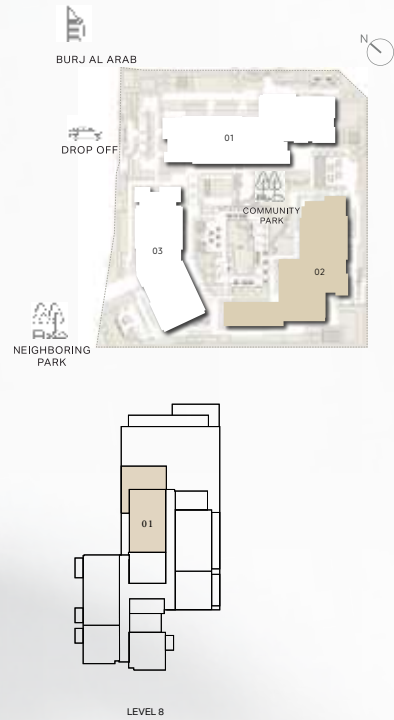 N
BURJ AL ARAB
DROP OFF
01
COMMUNITY
PARK
03
02
NEIGHBORING
PARK
01
LEVEL 8